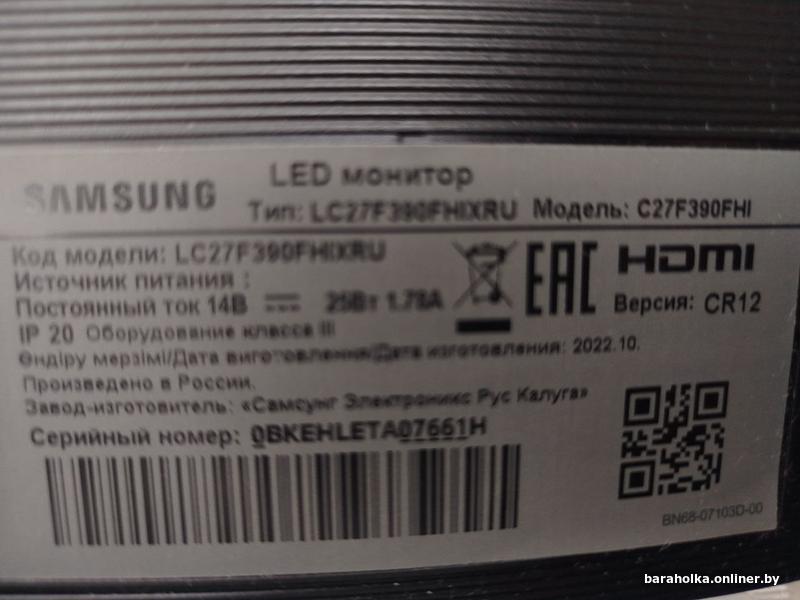 SAMSUNG
LED монитор
Тип: LC27F390FHIXRU Модель: C27F390FHI
Код модели: LC27F390FHIXRU
Источник питания :
Постоянный ток 14В 25Вт 1.78А
IP 20 Оборудование класса III
EAC HDMI
Версия: CR12
Өндіру мерзімі/Дата виготовлення/Дата изготовления: 2022.10.
Произведено в России.
Завод-изготовитель: «Самсунг Электроникс Рус Калуга»
Серийный номер: 0BKEHLETA07661H
BN68-07103D-00
baraholka.onliner.by